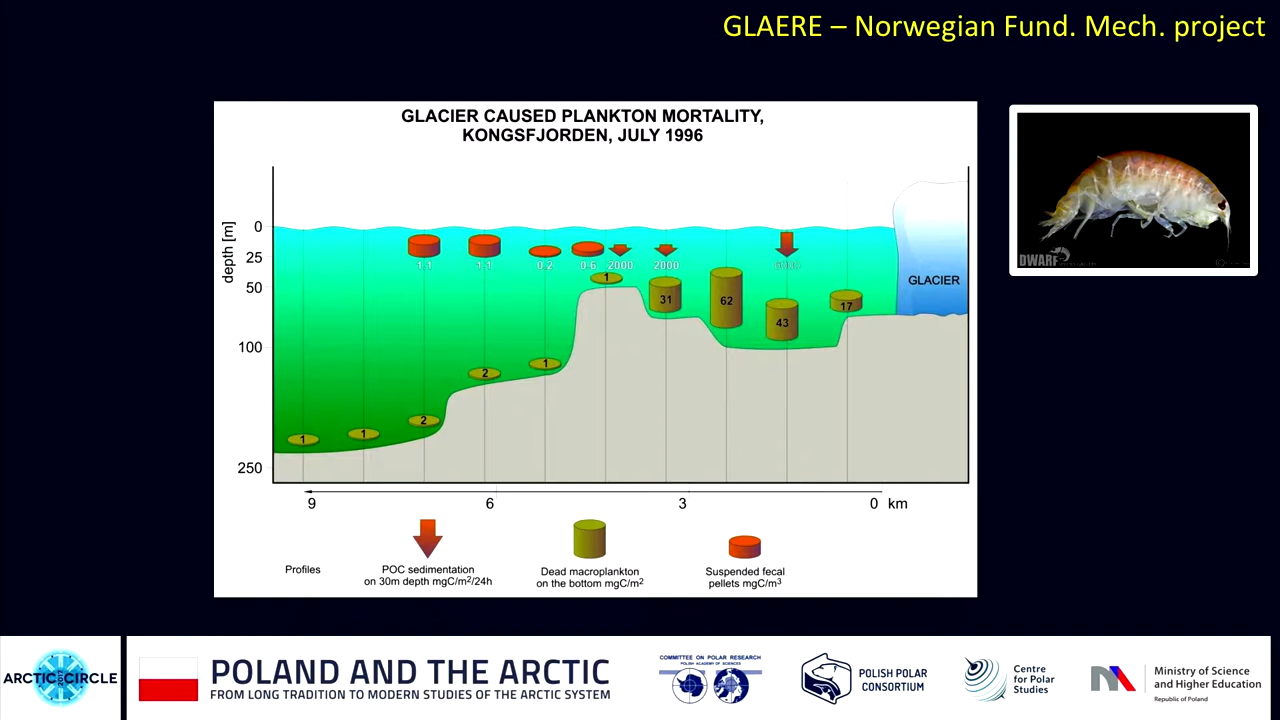 GLAERE – Norwegian Fund. Mech. project
GLACIER CAUSED PLANKTON MORTALITY,
KONGSFJORDEN, JULY 1996
depth [m]
0
25
50
100
250
1,1
1,1
0.2
0.6
2000
2000
1
31
62
43
17
GLACIER
1
2
2
1
1
9
6
3
0 km
Profiles
POC sedimentation
on 30m depth mgC/m²/24h
Dead macroplankton
on the bottom mgC/m²
Suspended fecal
pellets mgC/m³
DWARF
ARCTIC CIRCLE
POLAND AND THE ARCTIC
FROM LONG TRADITION TO MODERN STUDIES OF THE ARCTIC SYSTEM
COMMITTEE ON POLAR RESEARCH
POLISH ACADEMY OF SCIENCES
POLISH POLAR
CONSORTIUM
Centre
for Polar
Studies
Ministry of Science
and Higher Education
Republic of Poland